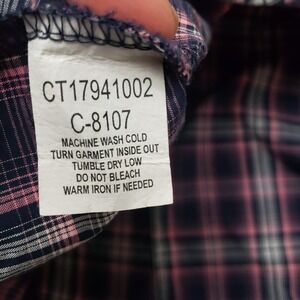 CT17941002
C-8107
MACHINE WASH COLD
TURN GARMENT INSIDE OUT
TUMBLE DRY LOW
DO NOT BLEACH
WARM IRON IF NEEDED